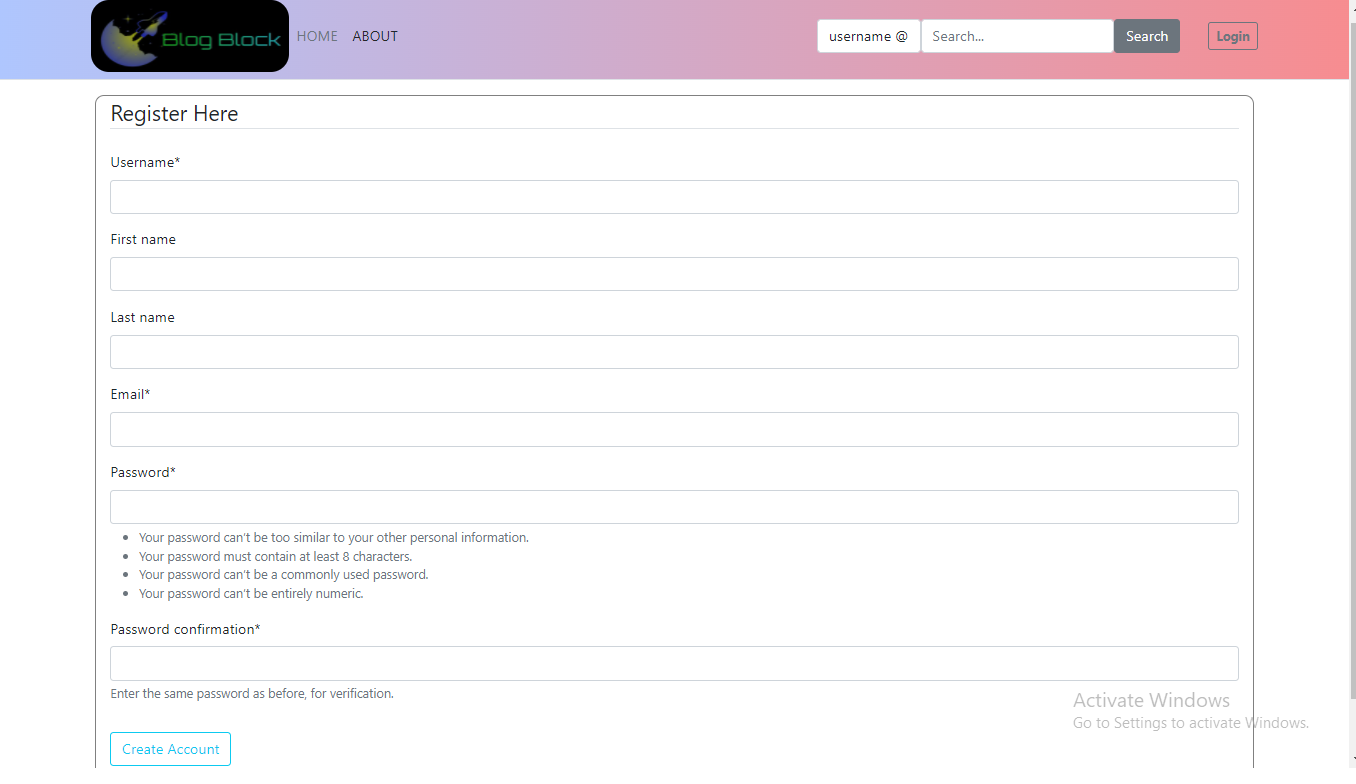 Blog Block HOME ABOUT username @ Search... Search Login
Register Here
Username*
First name
Last name
Email*
Password*
Your password can't be too similar to your other personal information.
Your password must contain at least 8 characters.
Your password can't be a commonly used password.
Your password can't be entirely numeric.
Password confirmation*
Enter the same password as before, for verification.
Activate Windows
Go to Settings to activate Windows.
Create Account